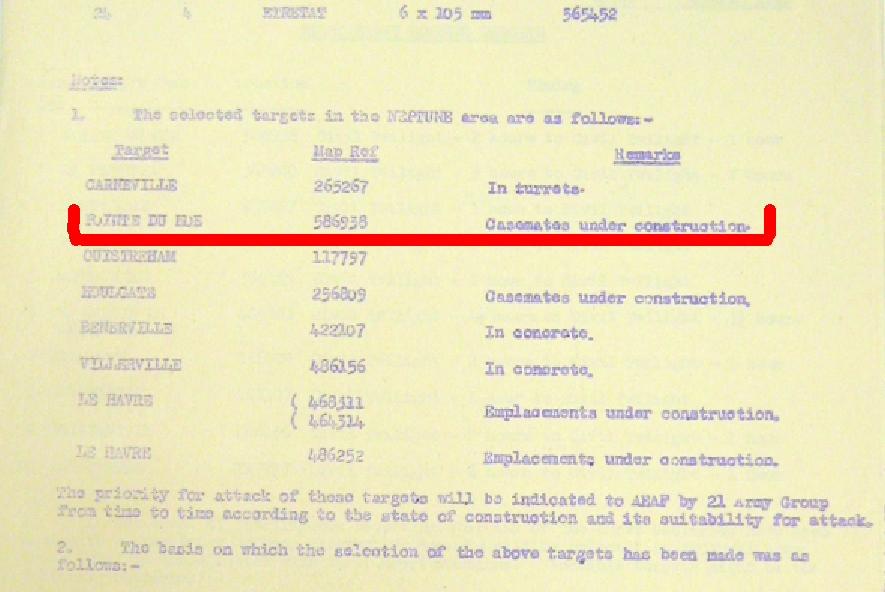 24 4 ETRETAT 6 x 105 mm 565452
Notes:
1. The selected targets in the NEPTUNE area are as follows:-
Target Map Ref Remarks
CARNEVILLE 265267 In turrets.
POINTE DU HOE 586938 Casemates under construction.
OUISTREHAM 117797
HOULGATE 256809 Casemates under construction.
BENERVILLE 422107 In concrete.
VILLERVILLE 486156 In concrete.
LE HAVRE ( 468311
( 464314 Emplacements under construction.
LE HAVRE 486252 Emplacements under construction.
The priority for attack of these targets will be indicated to AEAF by 21 Army Group
from time to time according to the state of construction and its suitability for attack.
2. The basis on which the selection of the above targets has been made was as
follows:-